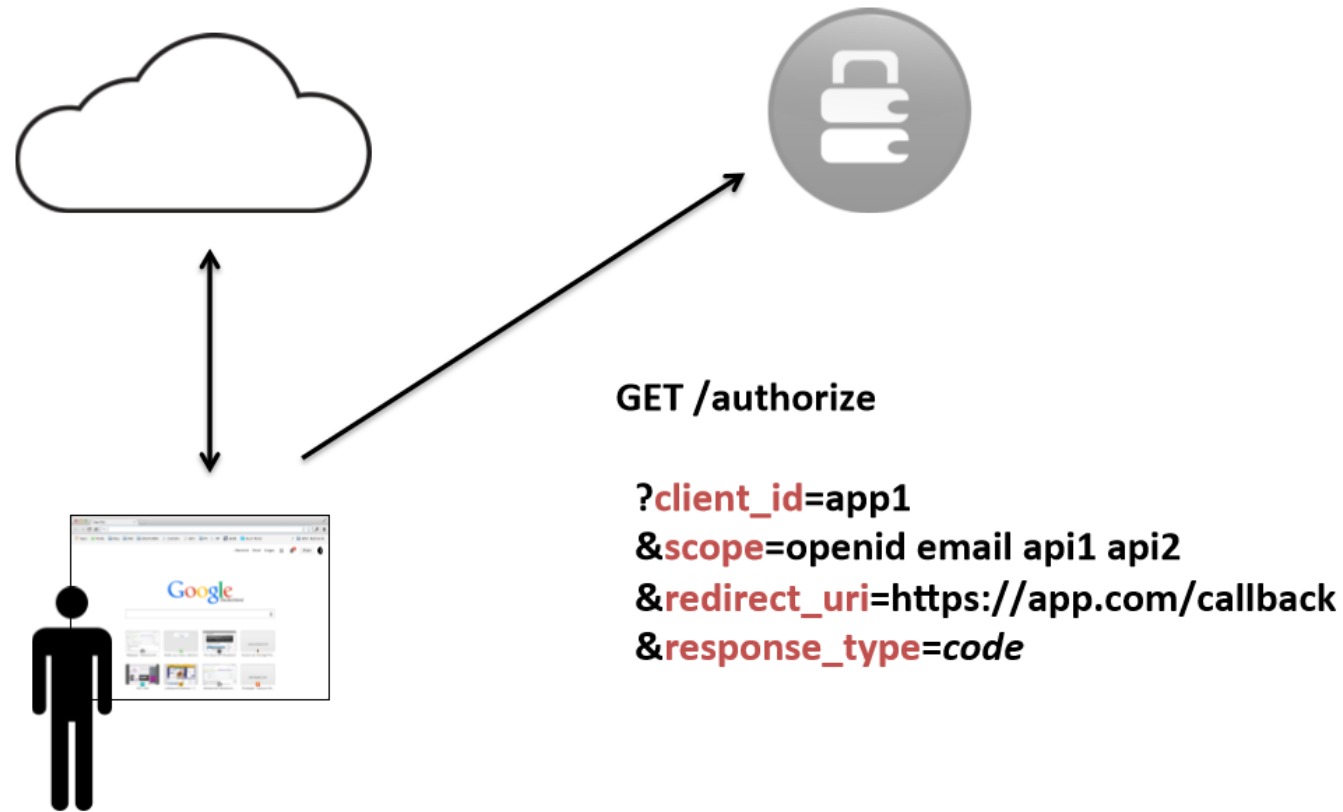 Google
GET /authorize
?client_id=app1
&scope=openid email api1 api2
&redirect_uri=https://app.com/callback
&response_type=code